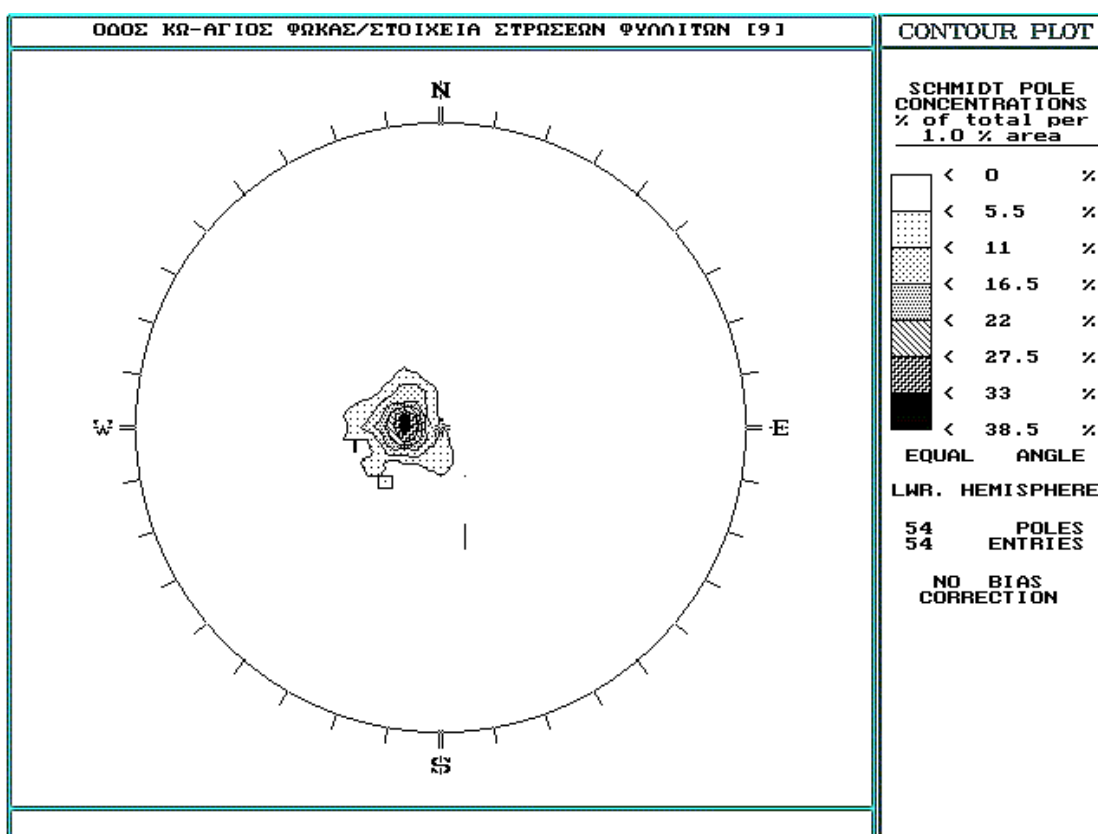 ΟΔΟΣ ΚΩ-ΑΓΙΟΣ ΦΩΚΑΣ/ΣΤΟΙΧΕΙΑ ΣΤΡΩΣΕΩΝ ΦΥΛΛΙΤΩΝ [9]
CONTOUR PLOT
N
W
E
S
SCHMIDT POLE
CONCENTRATIONS
% of total per
1.0 % area
< 0 %
< 5.5 %
< 11 %
< 16.5 %
< 22 %
< 27.5 %
< 33 %
< 38.5 %
EQUAL ANGLE
LWR. HEMISPHERE
54 POLES
54 ENTRIES
NO BIAS
CORRECTION